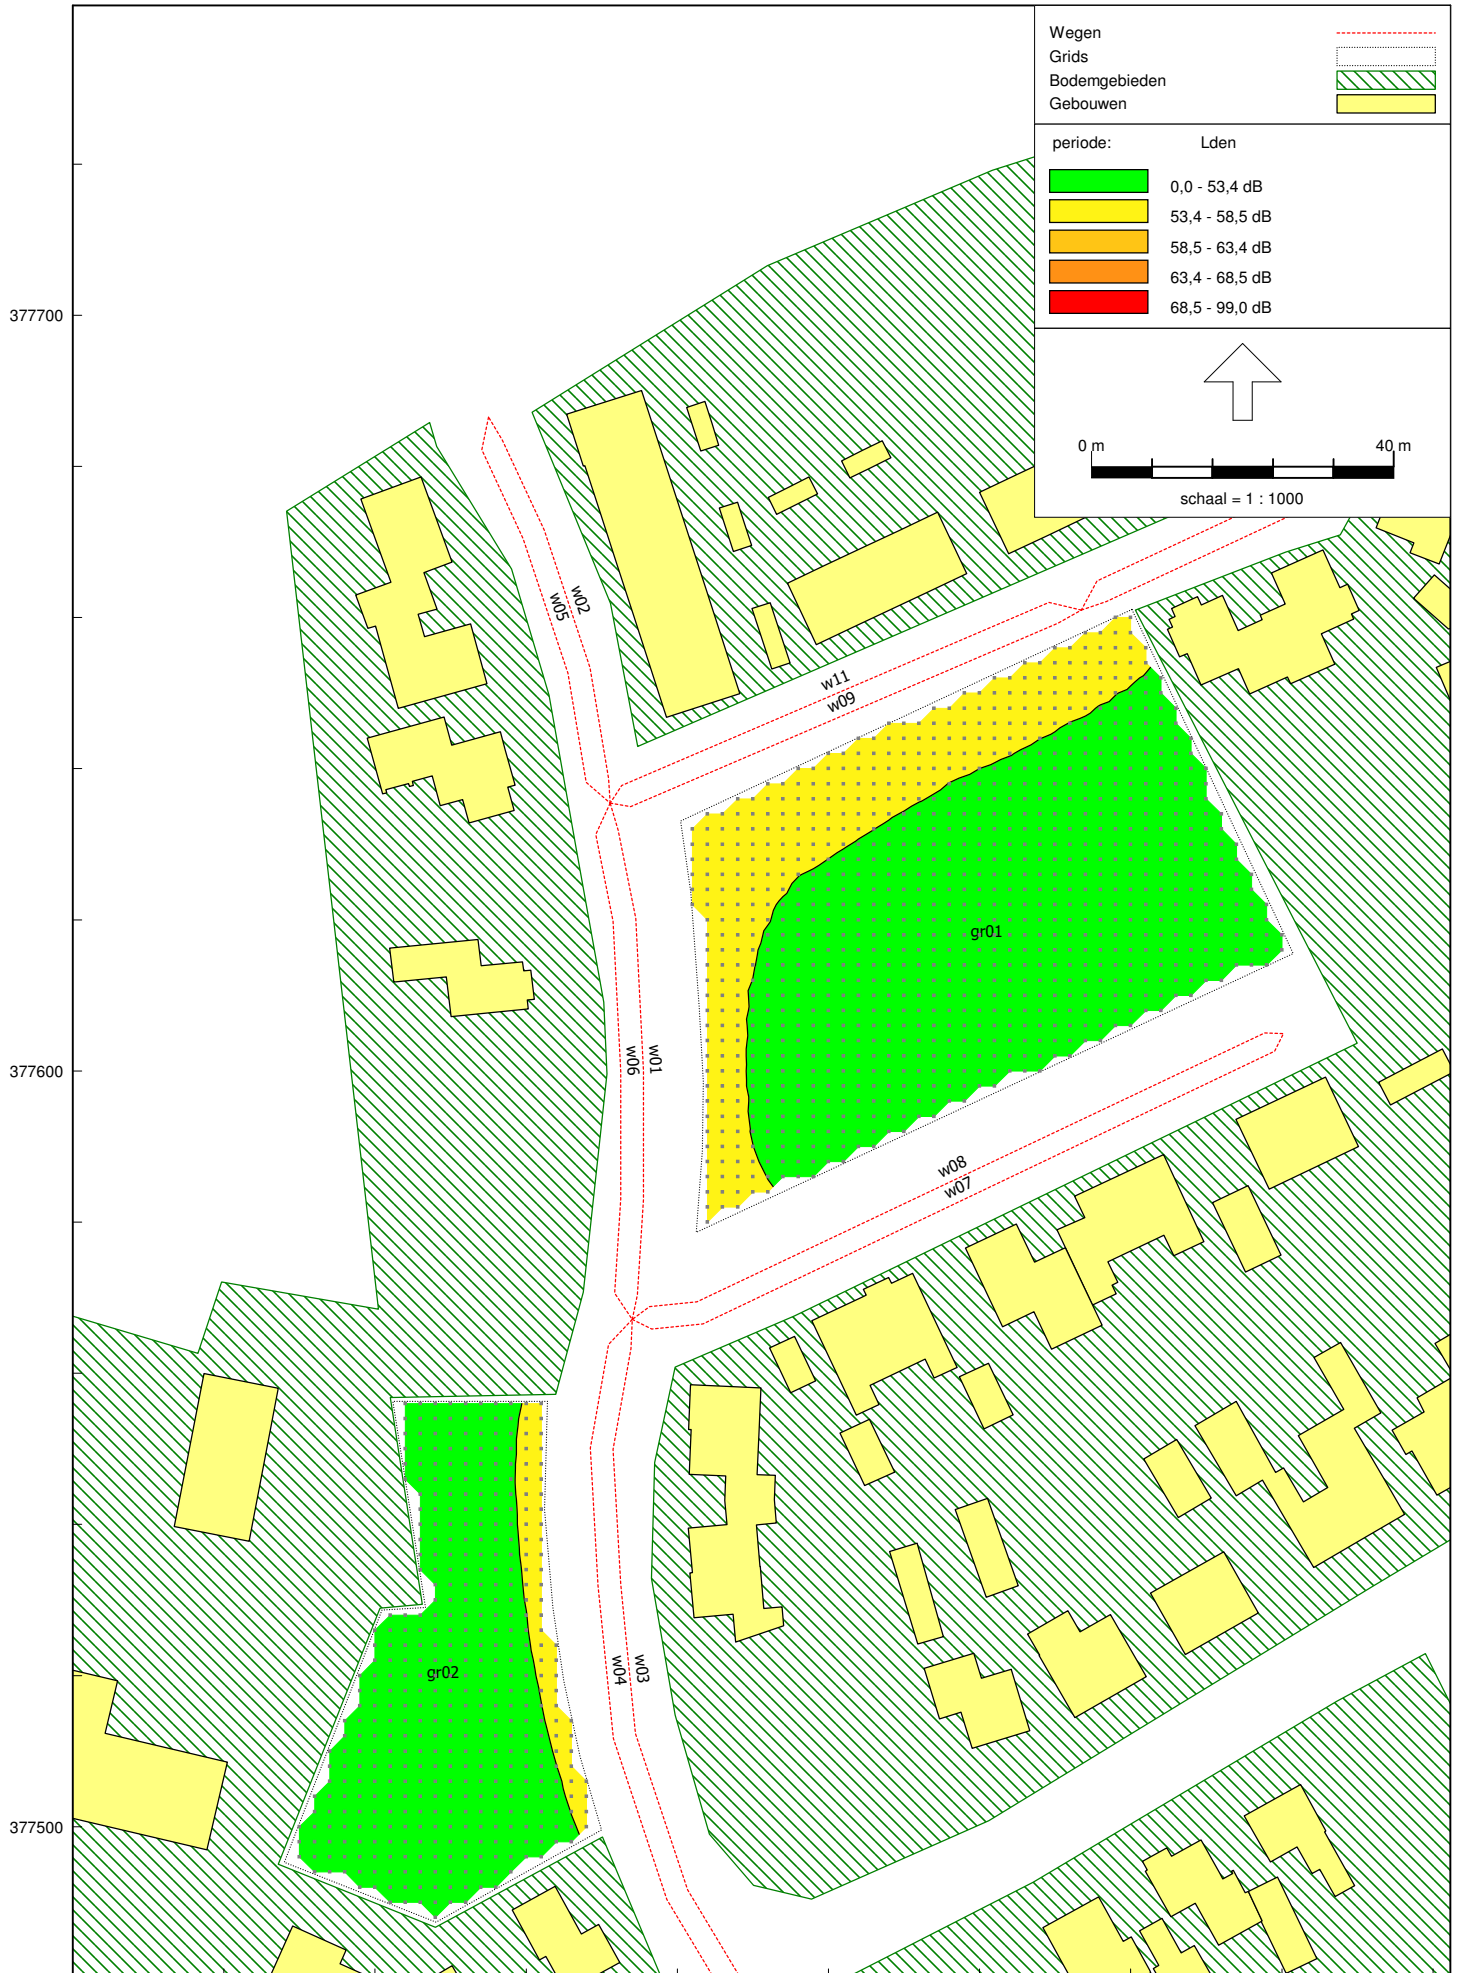 Wegen
Grids
Bodemgebieden
Gebouwen
periode: Lden
0,0 - 53,4 dB
53,4 - 58,5 dB
58,5 - 63,4 dB
63,4 - 68,5 dB
68,5 - 99,0 dB
0 m 40 m
schaal = 1 : 1000
377700
w02
w05
w11
w09
gr01
377600
w01
w06
w08
w07
gr02
w03
w04
377500